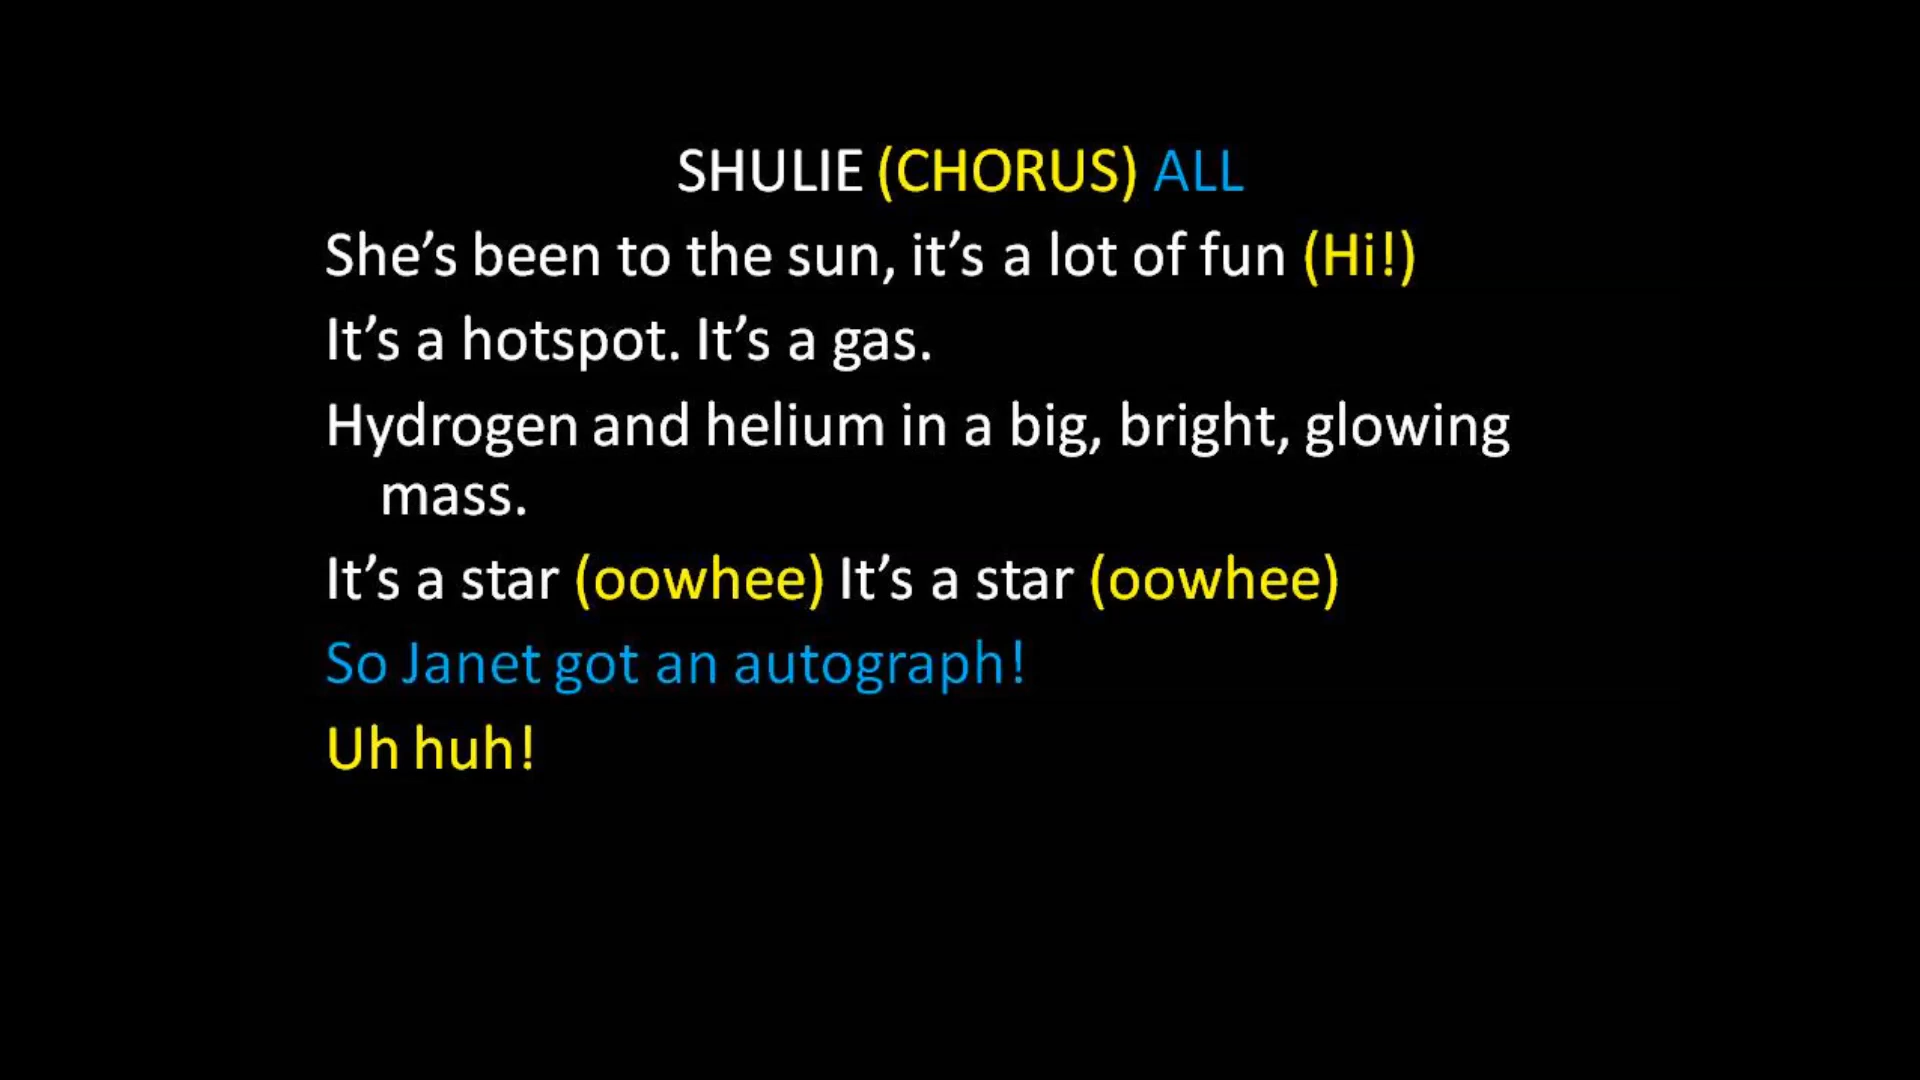 SHULIE (CHORUS) ALL
She’s been to the sun, it’s a lot of fun (Hi!)
It’s a hotspot. It’s a gas.
Hydrogen and helium in a big, bright, glowing
mass.
It’s a star (oowhee) It’s a star (oowhee)
So Janet got an autograph!
Uh huh!